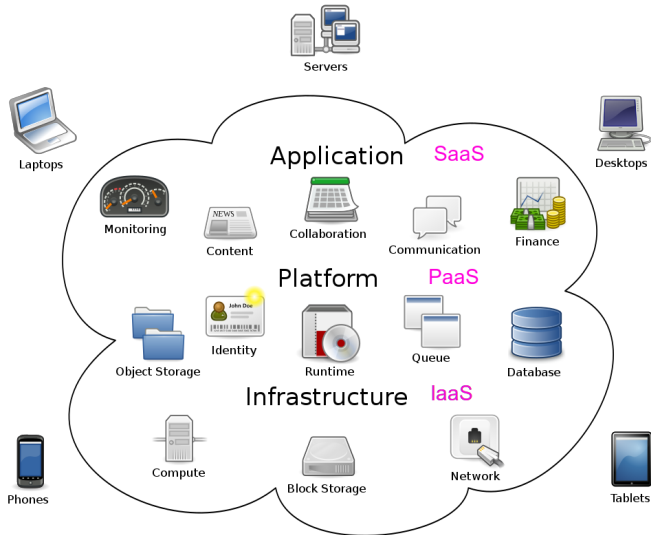 Servers
Laptops
Desktops
Application SaaS
Monitoring
NEWS
Content
Collaboration
Communication
Finance
Platform PaaS
John Doe
Object Storage
Identity
Runtime
Queue
Database
Infrastructure IaaS
Compute
Block Storage
Network
Phones
Tablets